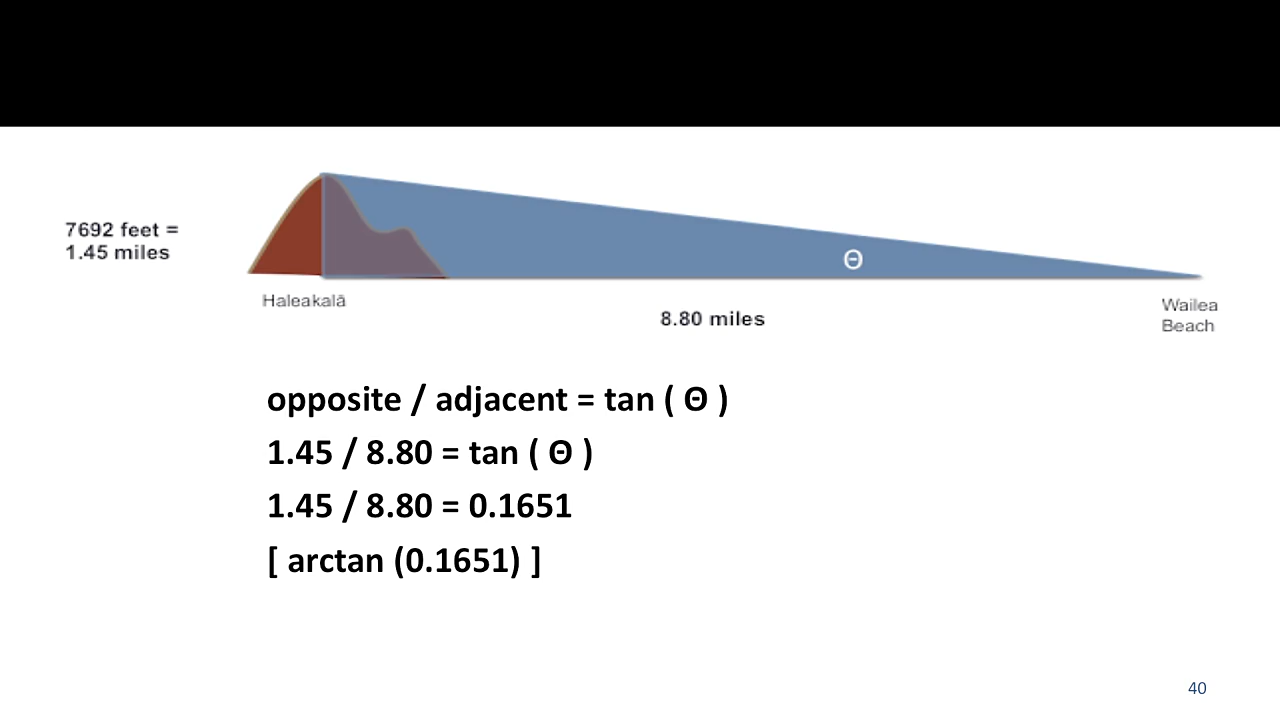 7692 feet =
1.45 miles
Θ
Haleakalā
8.80 miles
Wailea
Beach
opposite / adjacent = tan ( Θ )
1.45 / 8.80 = tan ( Θ )
1.45 / 8.80 = 0.1651
[ arctan (0.1651) ]
40